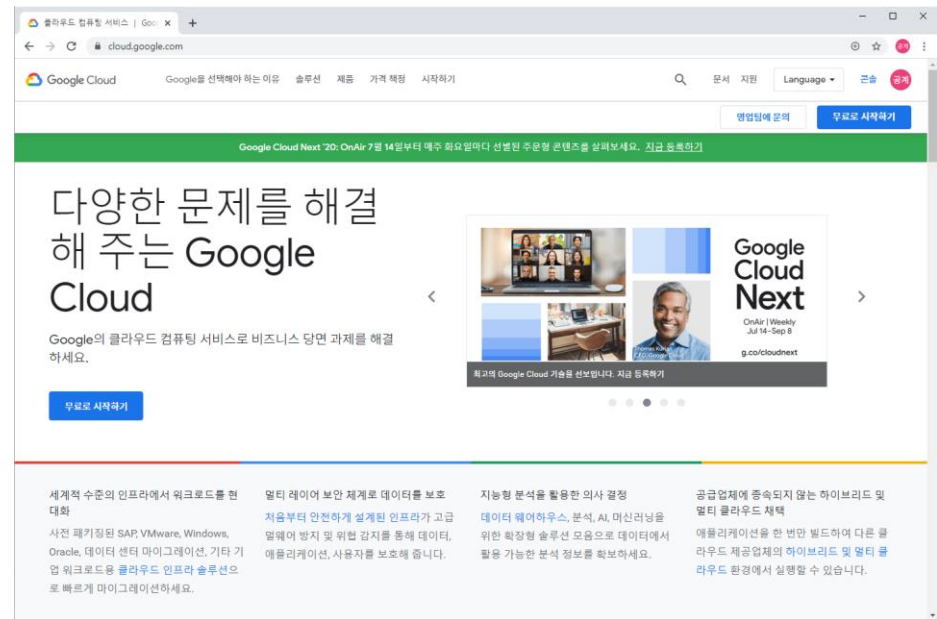 클라우드 컴퓨팅 서비스 | Goo
cloud.google.com
공계
Google Cloud
Google을 선택해야 하는 이유 솔루션 제품 가격 책정 시작하기
문서 지원 Language 콘솔 공계
영업팀에 문의 무료로 시작하기
Google Cloud Next '20: OnAir 7월 14일부터 매주 화요일마다 선별된 주문형 콘텐츠를 살펴보세요. 지금 등록하기
다양한 문제를 해결
해 주는 Google
Cloud
Google의 클라우드 컴퓨팅 서비스로 비즈니스 당면 과제를 해결
하세요.
무료로 시작하기
Google
Cloud
Next
OnAir | Weekly
Jul 14–Sep 8
g.co/cloudnext
Thomas Kurian
CEO, Google Cloud
최고의 Google Cloud 기술을 선보입니다. 지금 등록하기
세계적 수준의 인프라에서 워크로드를 현
대화
사전 패키징된 SAP, VMware, Windows,
Oracle, 데이터 센터 마이그레이션, 기타 기
업 워크로드용 클라우드 인프라 솔루션으
로 빠르게 마이그레이션하세요.
멀티 레이어 보안 체계로 데이터를 보호
처음부터 안전하게 설계된 인프라가 고급
멀웨어 방지 및 위협 감지를 통해 데이터,
애플리케이션, 사용자를 보호해 줍니다.
지능형 분석을 활용한 의사 결정
데이터 웨어하우스, 분석, AI, 머신러닝을
위한 확장형 솔루션 모음으로 데이터에서
활용 가능한 분석 정보를 확보하세요.
공급업체에 종속되지 않는 하이브리드 및
멀티 클라우드 채택
애플리케이션을 한 번만 빌드하여 다른 클
라우드 제공업체의 하이브리드 및 멀티 클
라우드 환경에서 실행할 수 있습니다.